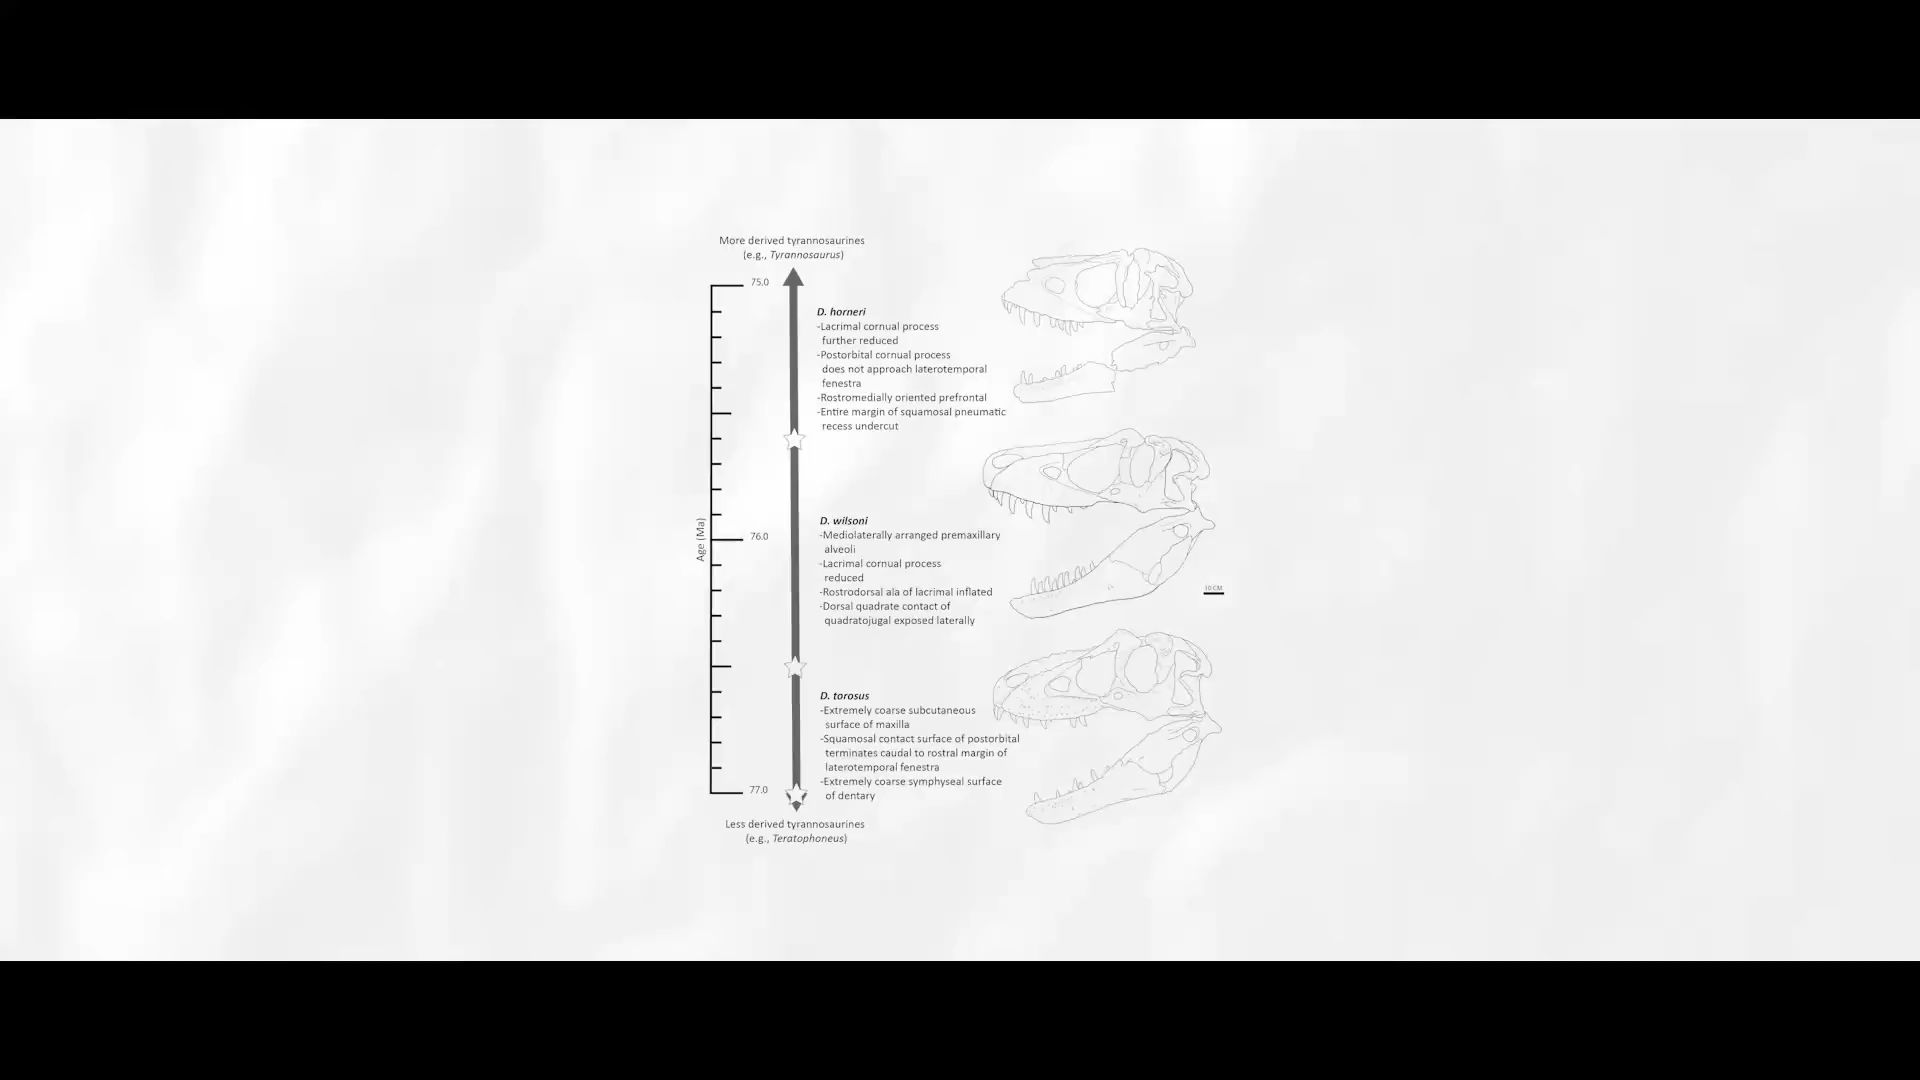 More derived tyrannosaurines
(e.g., Tyrannosaurus)
75.0
D. horneri
-Lacrimal cornual process
further reduced
-Postorbital cornual process
does not approach laterotemporal
fenestra
-Rostromedially oriented prefrontal
-Entire margin of squamosal pneumatic
recess undercut
Age (Ma)
76.0
D. wilsoni
-Mediolaterally arranged premaxillary
alveoli
-Lacrimal cornual process
reduced
-Rostrodorsal ala of lacrimal inflated
-Dorsal quadrate contact of
quadratojugal exposed laterally
10 CM
D. torosus
-Extremely coarse subcutaneous
surface of maxilla
-Squamosal contact surface of postorbital
terminates caudal to rostral margin of
laterotemporal fenestra
-Extremely coarse symphyseal surface
of dentary
77.0
Less derived tyrannosaurines
(e.g., Teratophoneus)